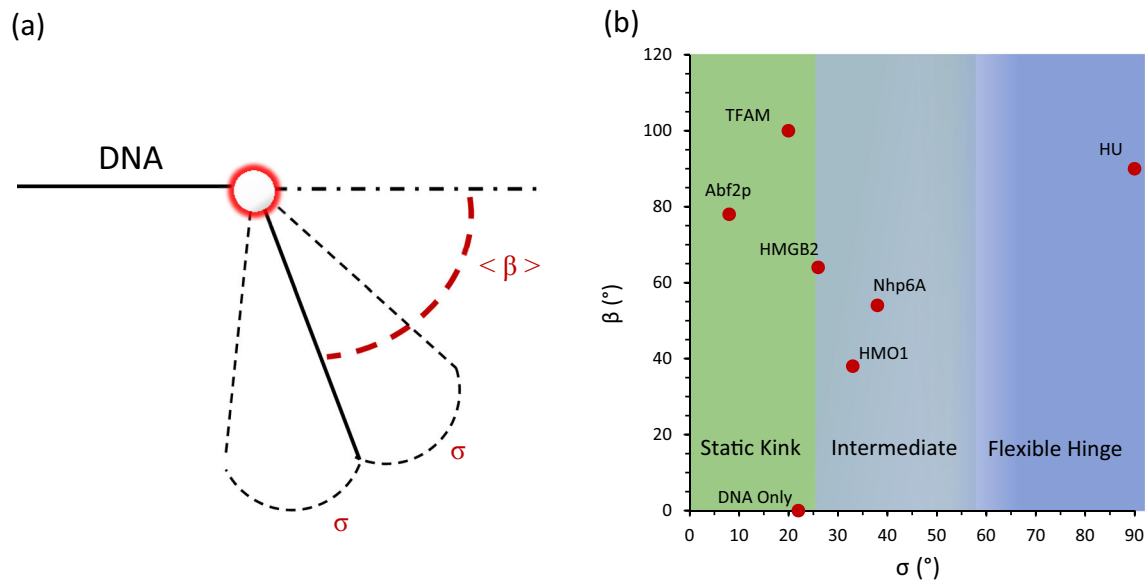 (a)
DNA
< β >
σ
σ
(b)
120
100
80
60
40
20
0
β (°)
TFAM
HU
Abf2p
HMGB2
Nhp6A
HMO1
Static Kink Intermediate Flexible Hinge
DNA Only
0 10 20 30 40 50 60 70 80 90
σ (°)